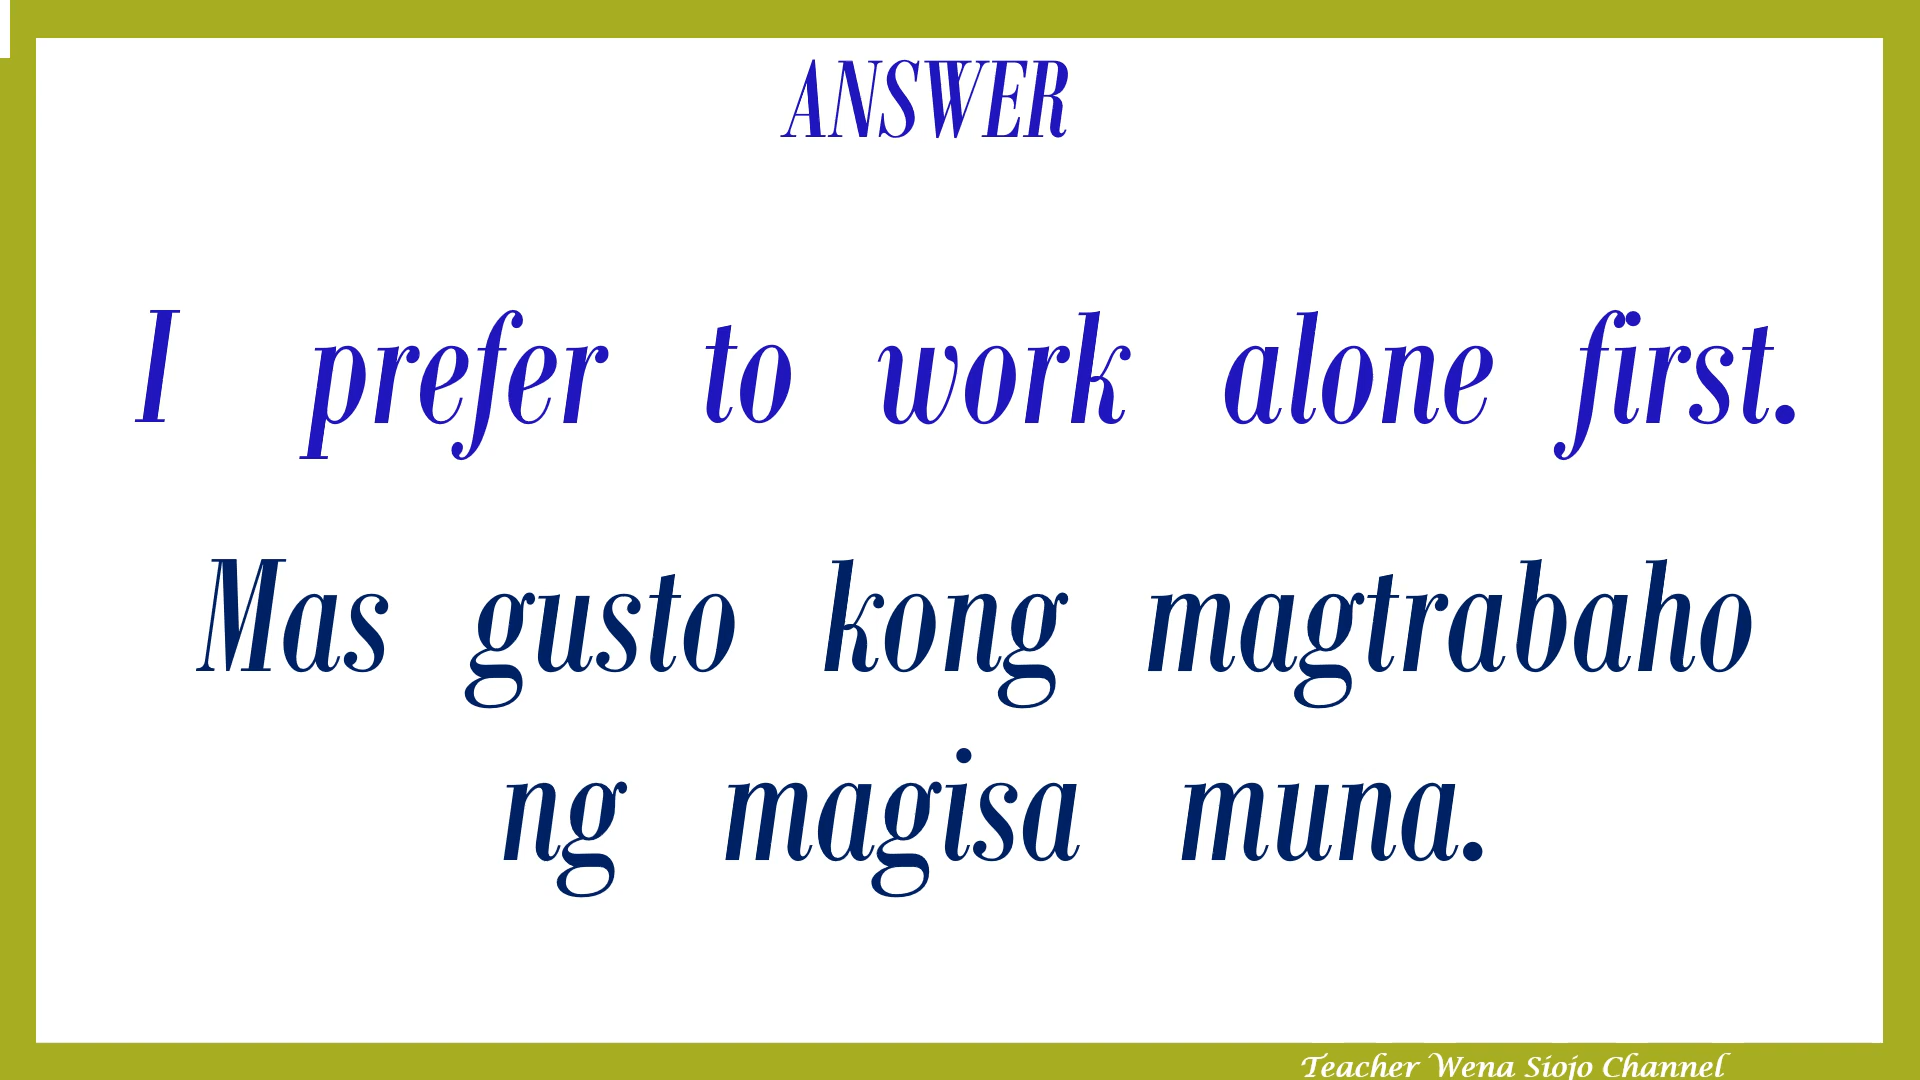 ANSWER
I prefer to work alone first.
Mas gusto kong magtrabaho
ng magisa muna.
Teacher Wena Siojo Channel